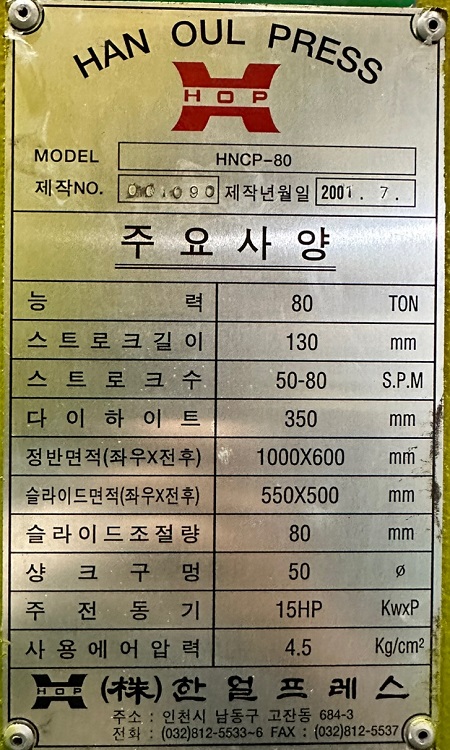 HAN OUL PRESS
HOP
MODEL HNCP-80
제작NO. 001090 제작년월일 2001. 7.
주요사양
능력 80 TON
스트로크길이 130 mm
스트로크수 50-80 S.P.M
다이하이트 350 mm
정반면적(좌우X전후) 1000X600 mm
슬라이드면적(좌우X전후) 550X500 mm
슬라이드조절량 80 mm
샹크구멍 50 ø
주전동기 15HP KwxP
사용에어압력 4.5 Kg/cm²
HOP (株)한얼프레스
주소 : 인천시 남동구 고잔동 684-3
전화 : (032)812-5533~6 FAX : (032)812-5537